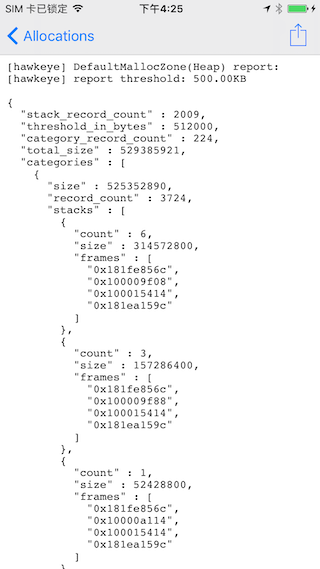 SIM 卡已锁定 下午4:25
Allocations
[hawkeye] DefaultMallocZone(Heap) report:
[hawkeye] report threshold: 500.00KB
{
"stack_record_count" : 2009,
"threshold_in_bytes" : 512000,
"category_record_count" : 224,
"total_size" : 529385921,
"categories" : [
{
"size" : 525352890,
"record_count" : 3724,
"stacks" : [
{
"count" : 6,
"size" : 314572800,
"frames" : [
"0x181fe856c",
"0x100009f08",
"0x100015414",
"0x181ea159c"
]
},
{
"count" : 3,
"size" : 157286400,
"frames" : [
"0x181fe856c",
"0x100009f88",
"0x100015414",
"0x181ea159c"
]
},
{
"count" : 1,
"size" : 52428800,
"frames" : [
"0x181fe856c",
"0x10000a114",
"0x100015414",
"0x181ea159c"
]
},